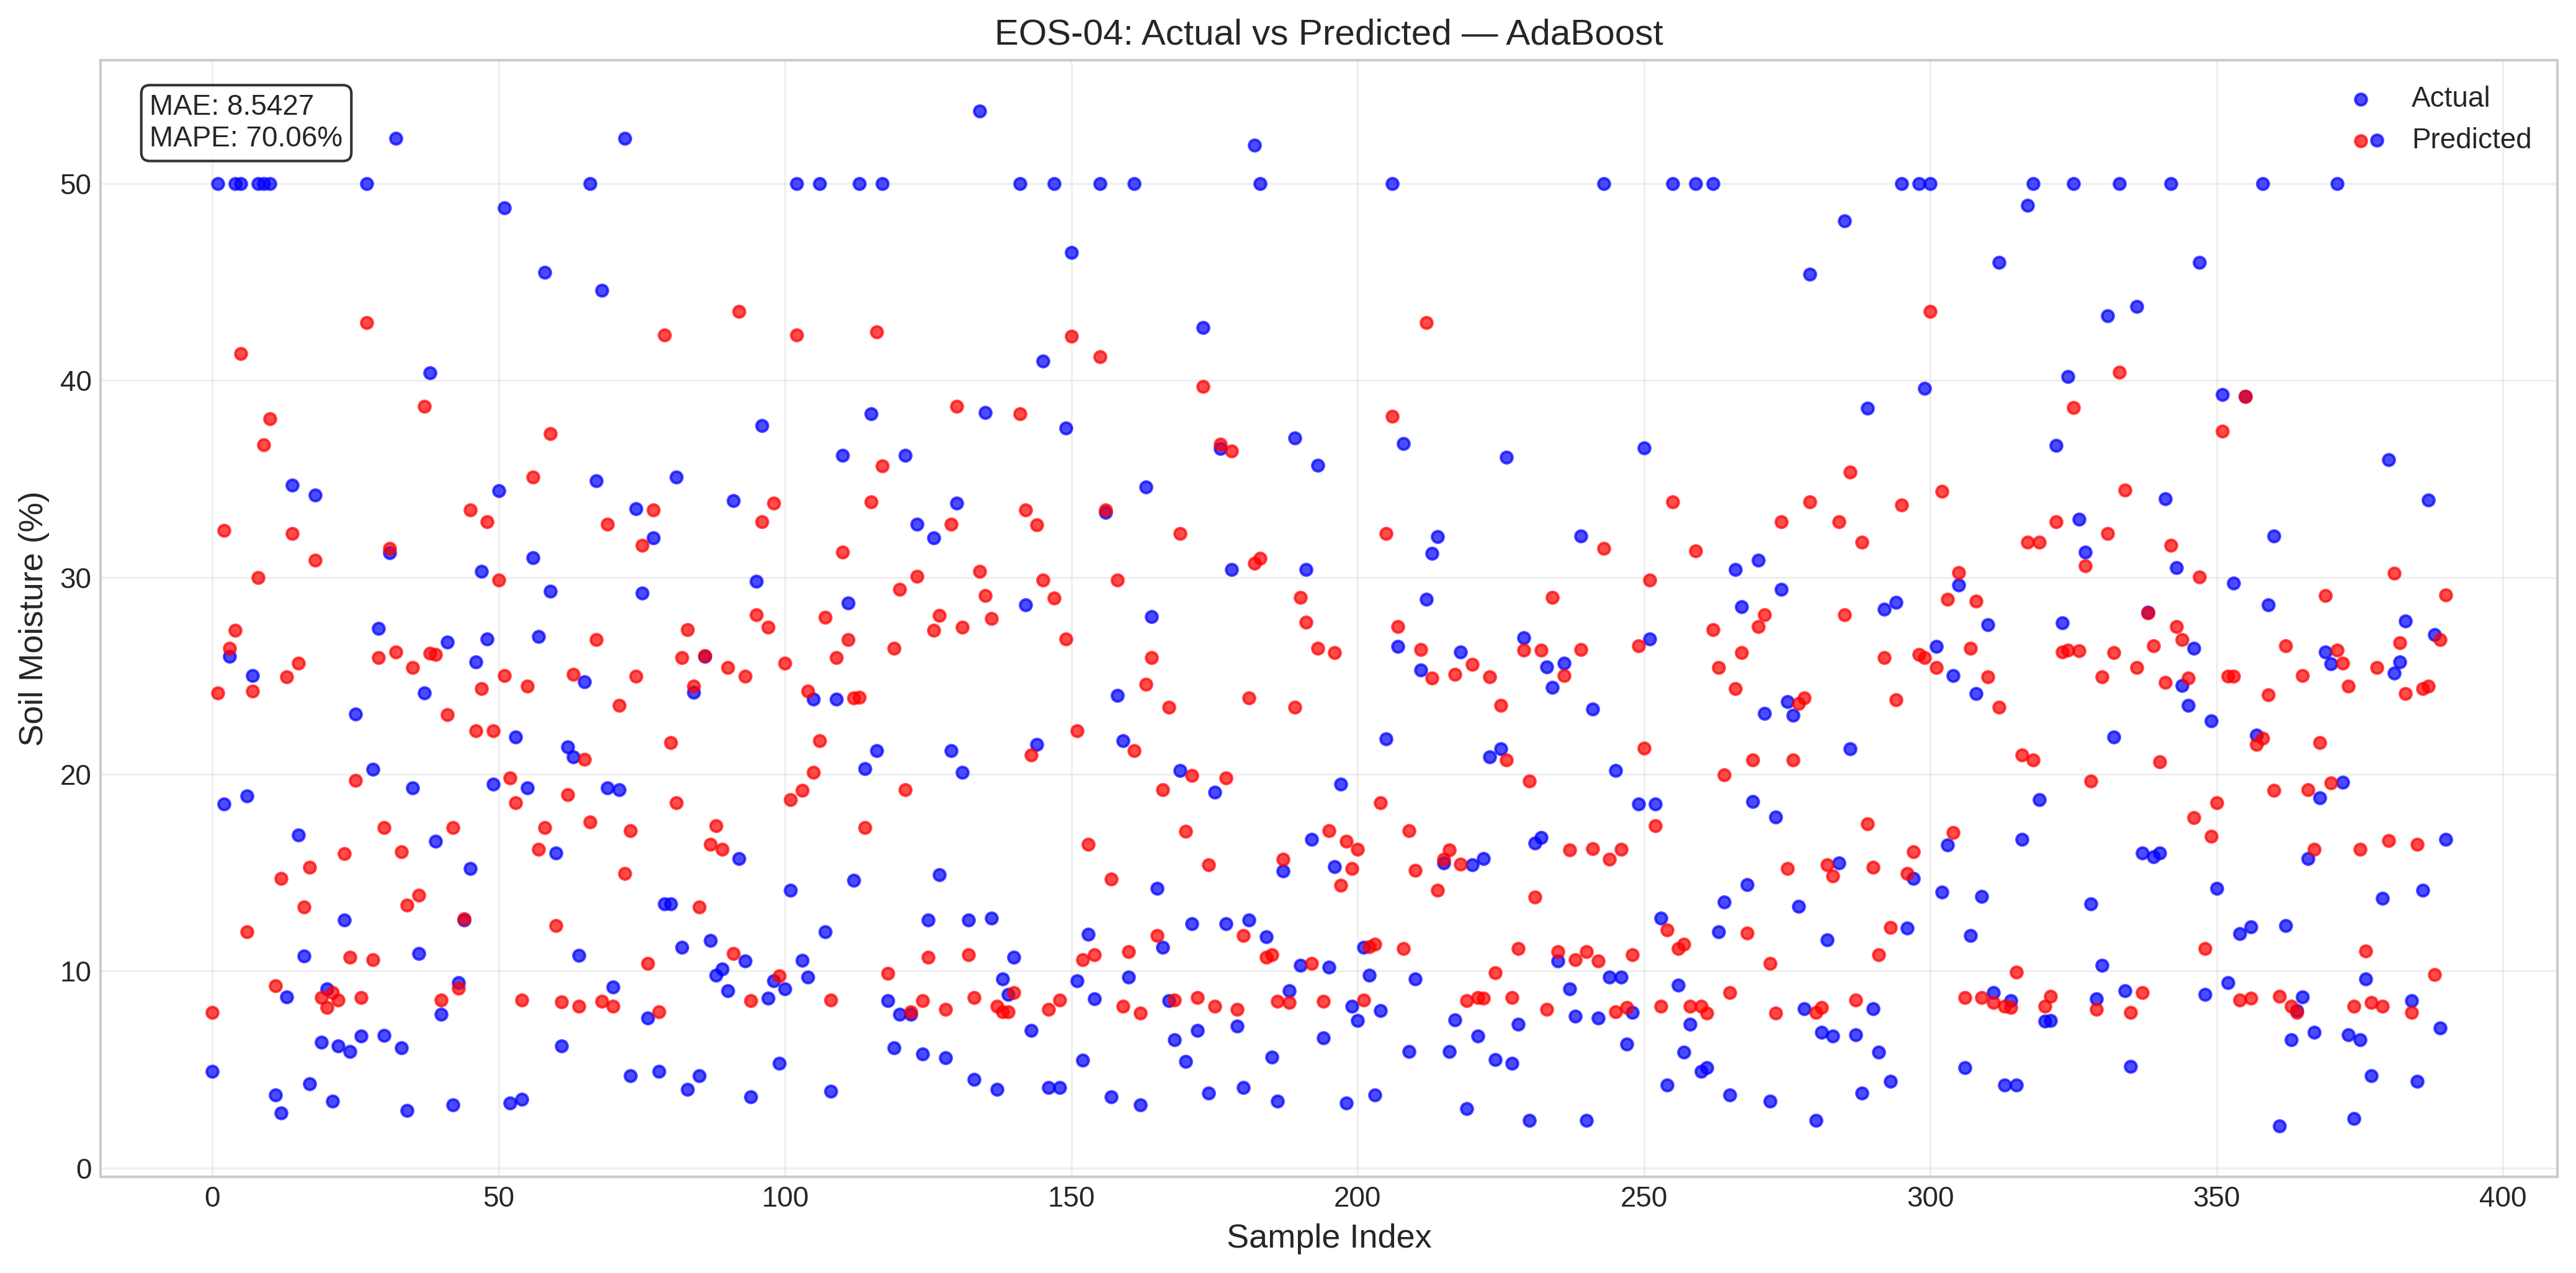 EOS-04: Actual vs Predicted — AdaBoost
MAE: 8.5427
MAPE: 70.06%
Actual
Predicted
Soil Moisture (%)
50
40
30
20
10
0
0 50 100 150 200 250 300 350 400
Sample Index